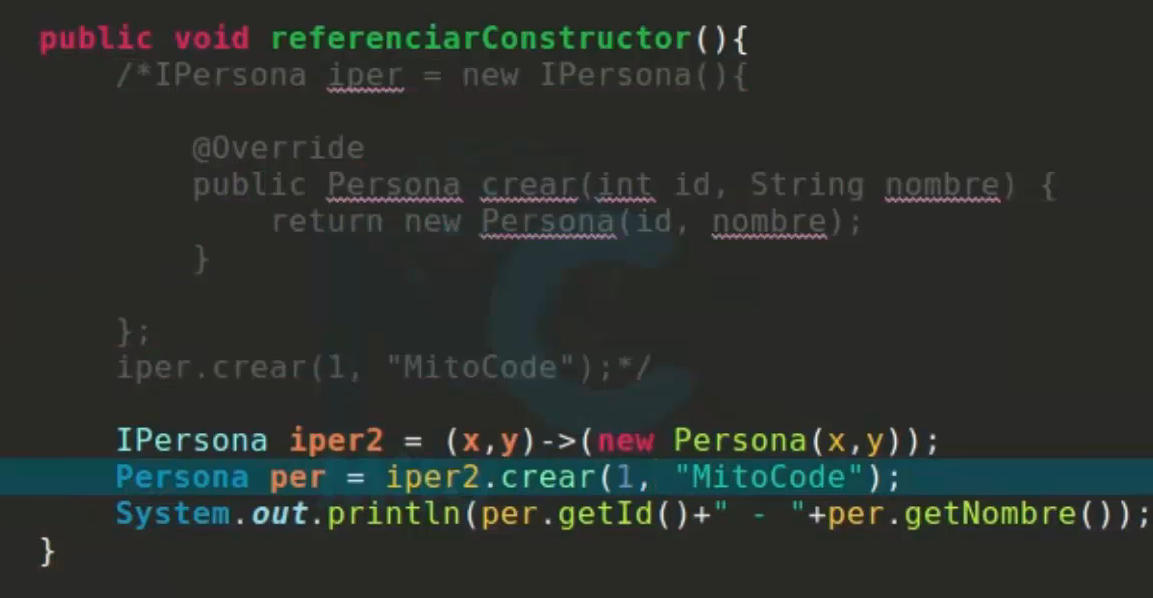 public void referenciarConstructor(){
/*IPersona iper = new IPersona(){
@Override
public Persona crear(int id, String nombre) {
return new Persona(id, nombre);
}
};
iper.crear(1, "MitoCode");*/
IPersona iper2 = (x,y)->(new Persona(x,y));
Persona per = iper2.crear(1, "MitoCode");
System.out.println(per.getId()+" - "+per.getNombre());
}